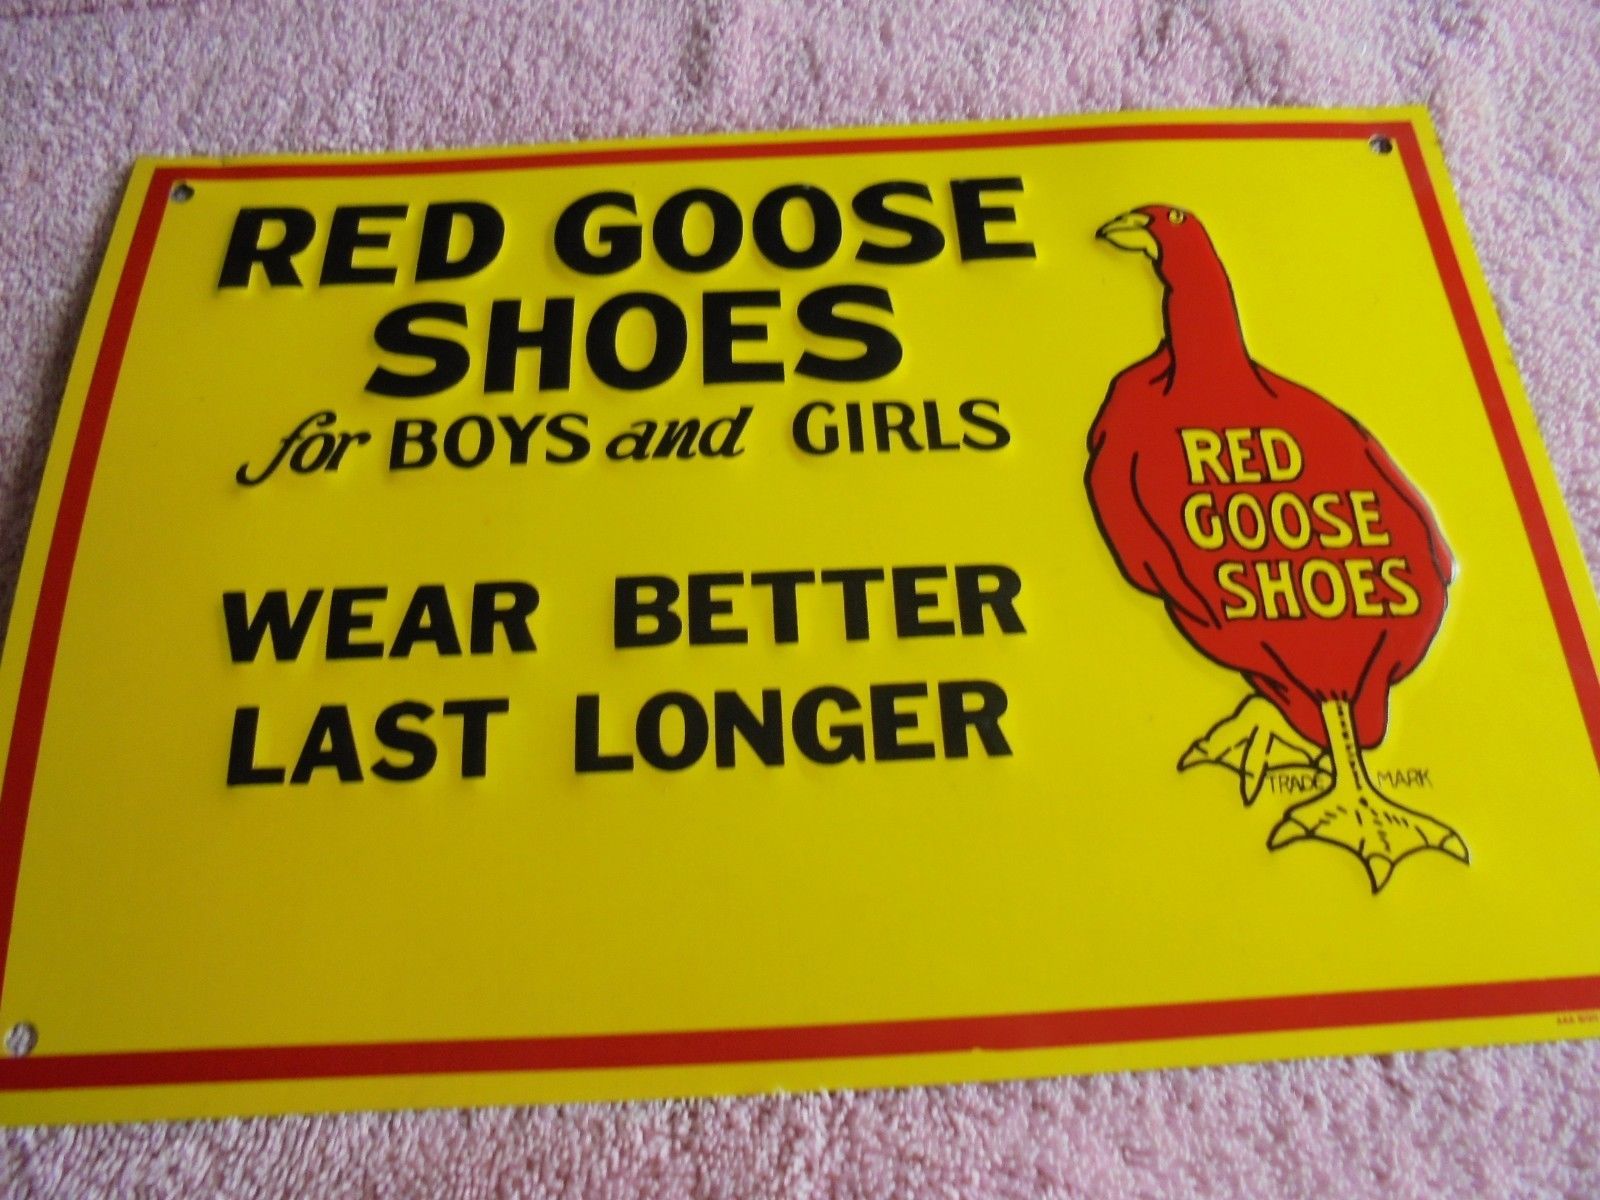 RED GOOSE
SHOES
for BOYS and GIRLS
WEAR BETTER
LAST LONGER
RED
GOOSE
SHOES
TRADE MARK